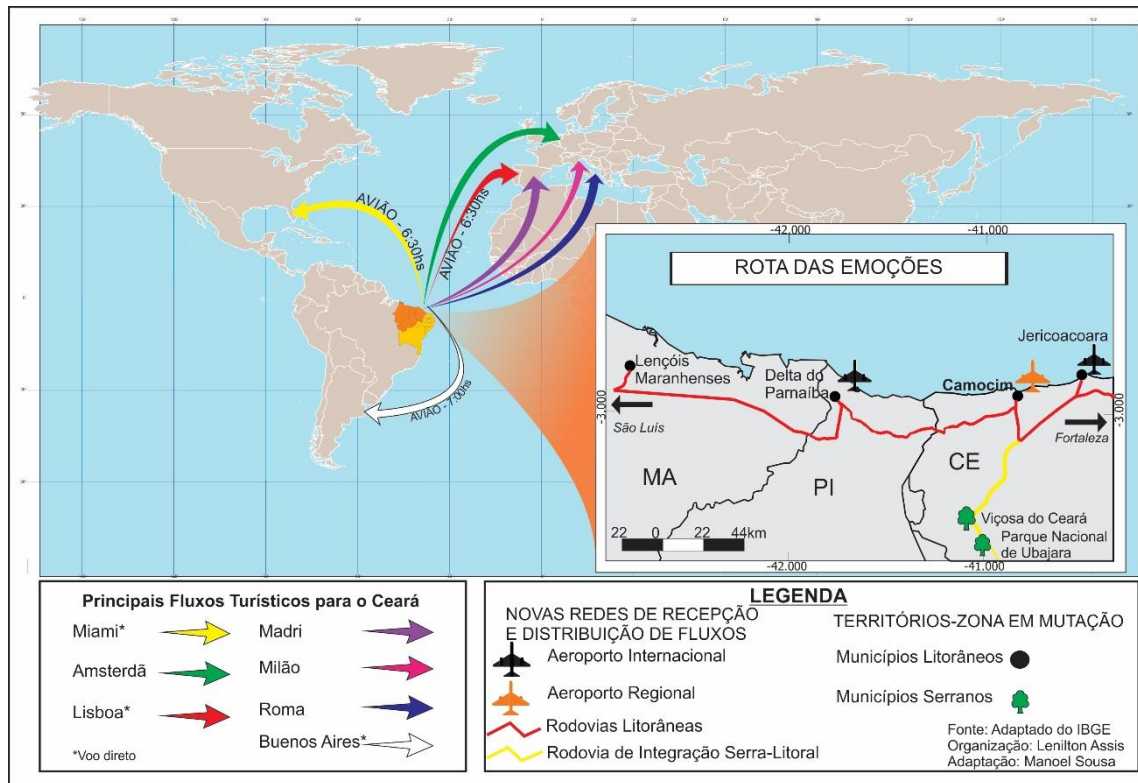 AVIÃO - 6:30hs
AVIÃO - 6:30hs
AVIÃO - 7:00hs
-42,000
-41,000
ROTA DAS EMOÇÕES
Jericoacoara
Lençóis
Maranhenses
Delta do
Parnaíba
Camocim
-3.000
-3.000
São Luís
Fortaleza
MA
PI
CE
Viçosa do Ceará
Parque Nacional
de Ubajara
22 0 22 44km
-42.000
-41.000
Principais Fluxos Turísticos para o Ceará
Miami*
Madri
Amsterdã
Milão
Lisboa*
Roma
Buenos Aires*
*Voo direto
LEGENDA
NOVAS REDES DE RECEPÇÃO
E DISTRIBUIÇÃO DE FLUXOS
Aeroporto Internacional
Aeroporto Regional
Rodovias Litorâneas
Rodovia de Integração Serra-Litoral
TERRITÓRIOS-ZONA EM MUTAÇÃO
Municípios Litorâneos
Municípios Serranos
Fonte: Adaptado do IBGE
Organização: Lenilton Assis
Adaptação: Manoel Sousa